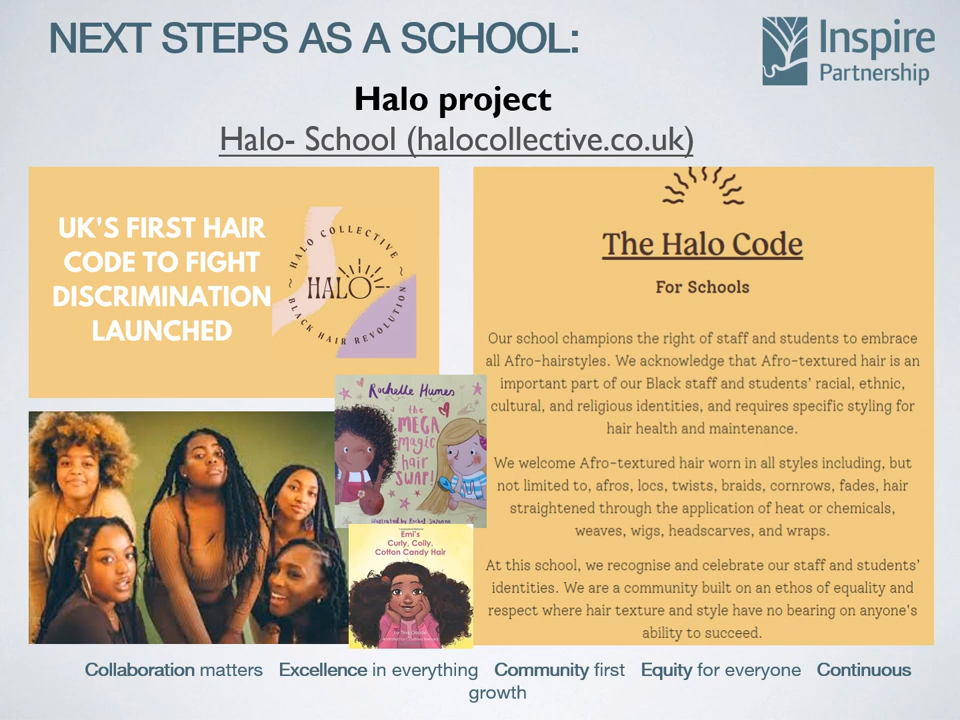 NEXT STEPS AS A SCHOOL:
Inspire
Partnership
Halo project
Halo- School (halocollective.co.uk)
UK'S FIRST HAIR
CODE TO FIGHT
DISCRIMINATION
LAUNCHED
~ HALO COLLECTIVE ~
HALO
BLACK HAIR REVOLUTION
The Halo Code
For Schools
Our school champions the right of staff and students to embrace
all Afro-hairstyles. We acknowledge that Afro-textured hair is an
important part of our Black staff and students' racial, ethnic,
cultural, and religious identities, and requires specific styling for
hair health and maintenance.
We welcome Afro-textured hair worn in all styles including, but
not limited to, afros, locs, twists, braids, cornrows, fades, hair
straightened through the application of heat or chemicals,
weaves, wigs, headscarves, and wraps.
At this school, we recognise and celebrate our staff and students'
identities. We are a community built on an ethos of equality and
respect where hair texture and style have no bearing on anyone's
ability to succeed.
Rochelle Humes
the
MEGA
magic
hair
SWAP!
Illustrated by Rachel
Emi's
Curly, Coily,
Cotton Candy Hair
Collaboration matters Excellence in everything Community first Equity for everyone Continuous
growth